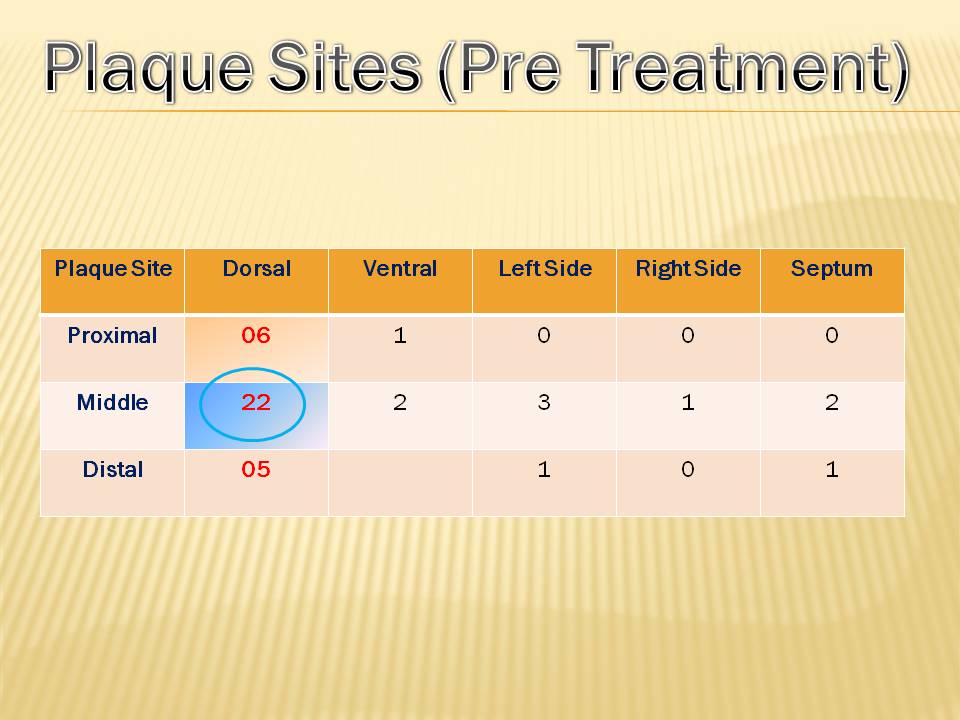 Plaque Sites (Pre Treatment)
Plaque Site Dorsal Ventral Left Side Right Side Septum
Proximal 06 1 0 0 0
Middle 22 2 3 1 2
Distal 05 1 0 1